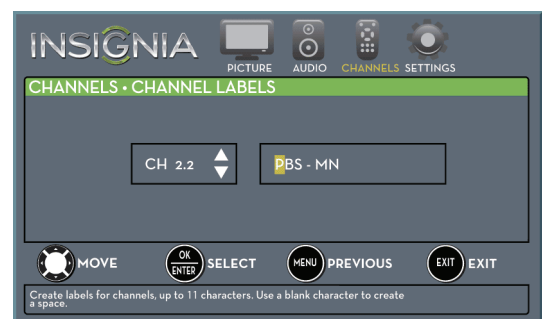 INSIGNIA
PICTURE AUDIO CHANNELS SETTINGS
CHANNELS • CHANNEL LABELS
CH 2.2 PBS - MN
MOVE OK ENTER SELECT MENU PREVIOUS EXIT EXIT
Create labels for channels, up to 11 characters. Use a blank character to create
a space.